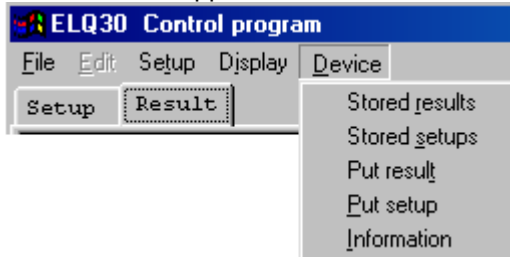 ELQ30 Control program
File Edit Setup Display Device
Setup Result
Stored results
Stored setups
Put result
Put setup
Information